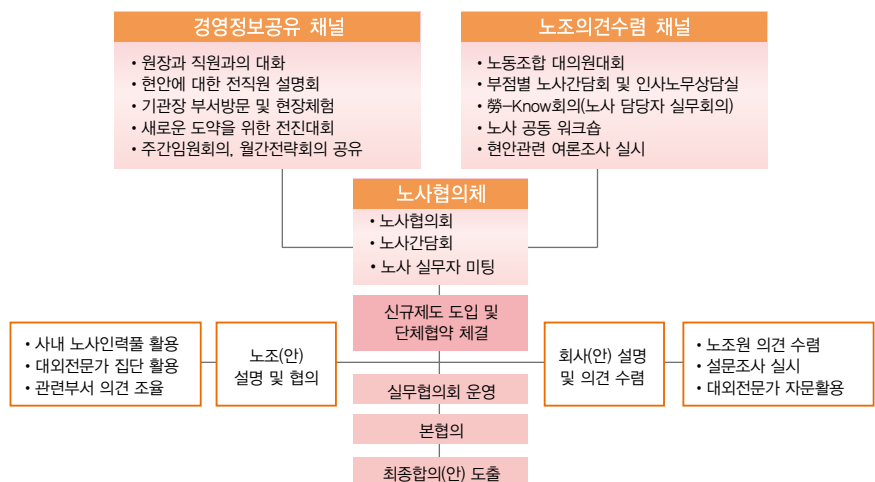 경영정보공유 채널
• 원장과 직원과의 대화
• 현안에 대한 전직원 설명회
• 기관장 부서방문 및 현장체험
• 새로운 도약을 위한 전진대회
• 주간임원회의, 월간전략회의 공유
노조의견수렴 채널
• 노동조합 대의원대회
• 부점별 노사간담회 및 인사노무상담실
• 勞-Know회의(노사 담당자 실무회의)
• 노사 공동 워크숍
• 현안관련 여론조사 실시
노사협의체
• 노사협의회
• 노사간담회
• 노사 실무자 미팅
신규제도 도입 및
단체협약 체결
• 사내 노사인력풀 활용
• 대외전문가 집단 활용
• 관련부서 의견 조율
노조(안)
설명 및 협의
회사(안) 설명
및 의견 수렴
• 노조원 의견 수렴
• 설문조사 실시
• 대외전문가 자문활용
실무협의회 운영
본협의
최종합의(안) 도출